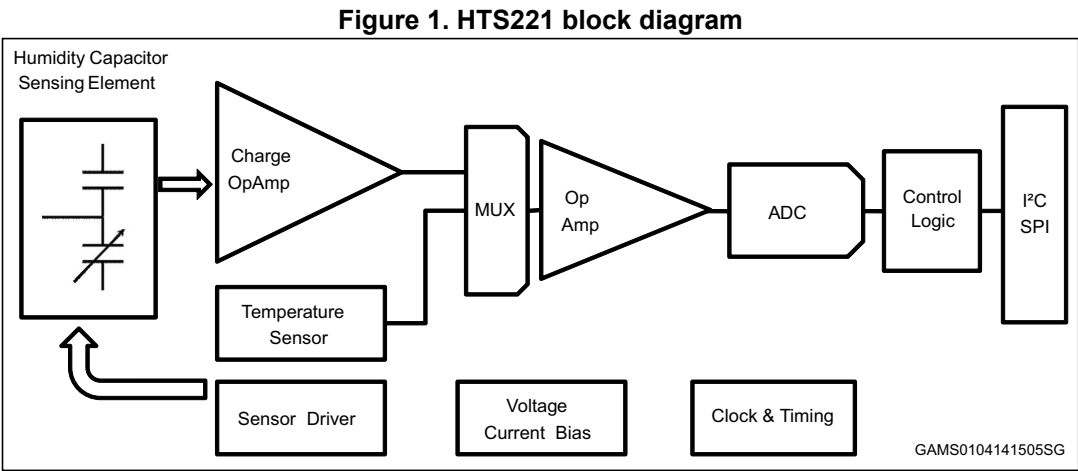 Figure 1. HTS221 block diagram
Humidity Capacitor
Sensing Element
Charge
OpAmp
MUX
Op
Amp
ADC
Control
Logic
I²C
SPI
Temperature
Sensor
Sensor Driver
Voltage
Current Bias
Clock & Timing
GAMS0104141505SG